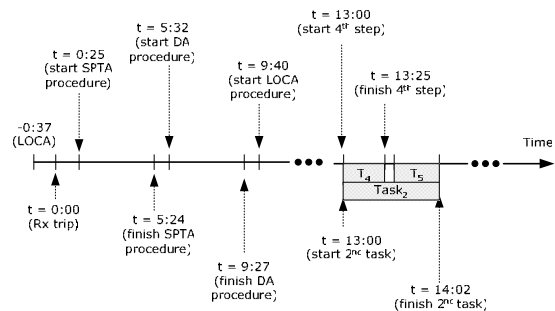 t = 13:00
(start 4th step)
t = 5:32
(start DA
procedure)
t = 0:25
(start SPTA
procedure)
t = 9:40
(start LOCA
procedure)
t = 13:25
(finish 4th step)
-0:37
(LOCA)
Time
T4
T5
Task2
t = 0:00
(Rx trip)
t = 5:24
(finish SPTA
procedure)
t = 9:27
(finish DA
procedure)
t = 13:00
(start 2nc task)
t = 14:02
(finish 2nc task)